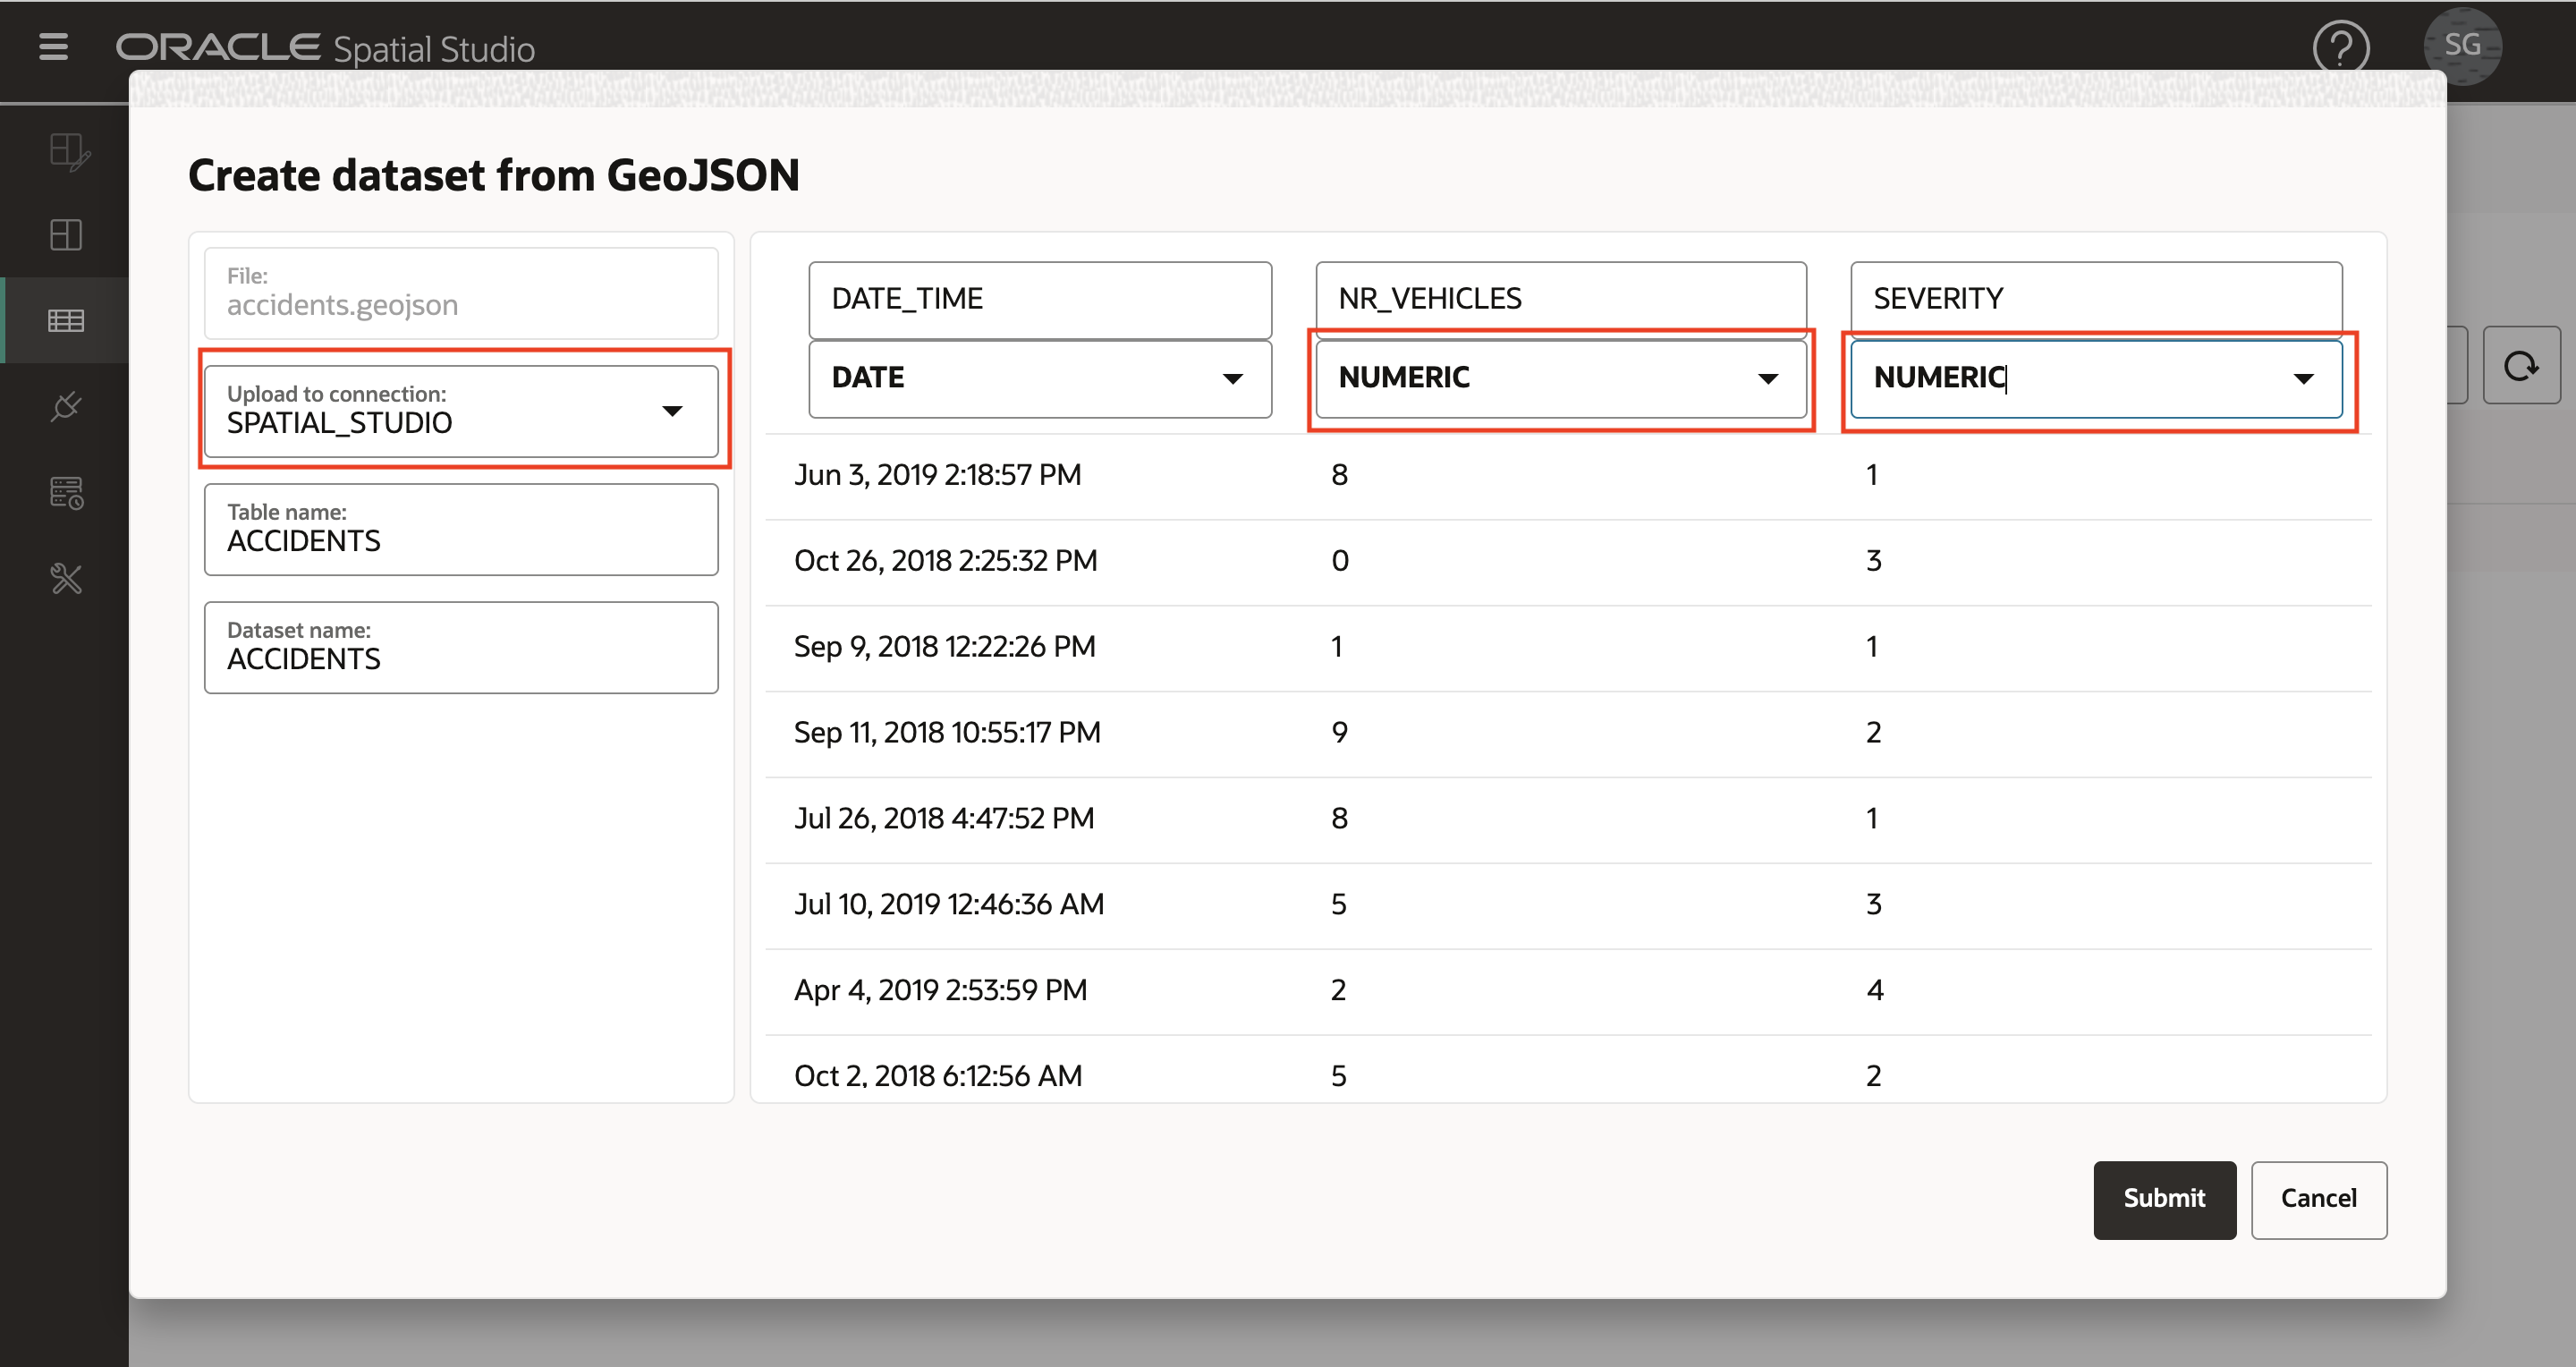 ORACLE Spatial Studio
?
SG
Create dataset from GeoJSON
File:
accidents.geojson
Upload to connection:
SPATIAL_STUDIO
Table name:
ACCIDENTS
Dataset name:
ACCIDENTS
DATE_TIME NR_VEHICLES SEVERITY
DATE NUMERIC NUMERIC
Jun 3, 2019 2:18:57 PM 8 1
Oct 26, 2018 2:25:32 PM 0 3
Sep 9, 2018 12:22:26 PM 1 1
Sep 11, 2018 10:55:17 PM 9 2
Jul 26, 2018 4:47:52 PM 8 1
Jul 10, 2019 12:46:36 AM 5 3
Apr 4, 2019 2:53:59 PM 2 4
Oct 2, 2018 6:12:56 AM 5 2
Submit Cancel